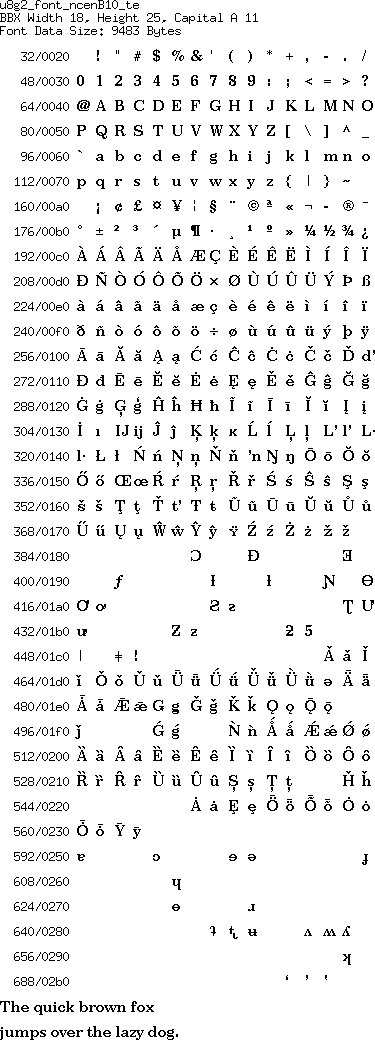 u8g2_font_ncenB10_te
BBX Width 18, Height 25, Capital A 11
Font Data Size: 9483 Bytes
32/0020 ! " # $ % & ' ( ) * + , - . /
48/0030 0 1 2 3 4 5 6 7 8 9 : ; < = > ?
64/0040 @ A B C D E F G H I J K L M N O
80/0050 P Q R S T U V W X Y Z [ \ ] ^ _
96/0060 ` a b c d e f g h i j k l m n o
112/0070 p q r s t u v w x y z { | } ~
160/00a0 ¡ ¢ £ ¤ ¥ ¦ § ¨ © ª « ¬ - ® ¯
176/00b0 ° ± ² ³ ´ µ ¶ · ¸ ¹ º » ¼ ½ ¾ ¿
192/00c0 À Á Â Ã Ä Å Æ Ç È É Ê Ë Ì Í Î Ï
208/00d0 Ð Ñ Ò Ó Ô Õ Ö × Ø Ù Ú Û Ü Ý Þ ß
224/00e0 à á â ã ä å æ ç è é ê ë ì í î ï
240/00f0 ð ñ ò ó ô õ ö ÷ ø ù ú û ü ý þ ÿ
256/0100 Ā ā Ă ă Ą ą Ć ć Ĉ ĉ Ċ ċ Č č Ď ď
272/0110 Đ đ Ē ē Ĕ ĕ Ė ė Ę ę Ě ě Ĝ ĝ Ğ ğ
288/0120 Ġ ġ Ģ ģ Ĥ ĥ Ħ ħ Ĩ ĩ Ī ī Ĭ ĭ Į į
304/0130 İ ı Ĳ ĳ Ĵ ĵ Ķ ķ ĸ Ĺ ĺ Ļ ļ Ľ ľ Ŀ
320/0140 ŀ Ł ł Ń ń Ņ ņ Ň ň ŉ Ŋ ŋ Ō ō Ŏ ŏ
336/0150 Ő ő Œ œ Ŕ ŕ Ŗ ŗ Ř ř Ś ś Ŝ ŝ Ş ş
352/0160 Š š Ţ ţ Ť ť Ŧ ŧ Ũ ũ Ū ū Ŭ ŭ Ů ů
368/0170 Ű ű Ų ų Ŵ ŵ Ŷ ŷ Ÿ Ź ź Ż ż Ž ž
384/0180 Ɔ Ɖ Ǝ
400/0190 ƒ Ɨ ƚ Ɲ Ɵ
416/01a0 Ơ ơ Ƨ ƨ Ʈ Ư
432/01b0 ư Ƶ ƶ 2 5
448/01c0 ǀ ǂ ǃ Ǎ ǎ Ǐ
464/01d0 ǐ Ǒ ǒ Ǔ ǔ Ǖ ǖ Ǘ ǘ Ǚ ǚ Ǜ ǜ ǝ Ǟ ǟ
480/01e0 Ǡ ǡ Ǣ ǣ Ǥ ǥ Ǧ ǧ Ǩ ǩ Ǫ ǫ Ǭ ǭ
496/01f0 ǰ Ǵ ǵ Ǹ ǹ Ǻ ǻ Ǽ ǽ Ǿ ǿ
512/0200 Ȁ ȁ Ȃ ȃ Ȅ ȅ Ȇ ȇ Ȉ ȉ Ȋ ȋ Ȍ ȍ Ȏ ȏ
528/0210 Ȑ ȑ Ȓ ȓ Ȕ ȕ Ȗ ȗ Ș ș Ț ț Ȟ ȟ
544/0220 Ȧ ȧ Ȩ ȩ Ȫ ȫ Ȭ ȭ Ȯ ȯ
560/0230 Ȱ ȱ Ȳ ȳ
592/0250 ɐ ɔ ɘ ə ɟ
608/0260 ɥ
624/0270 ɵ ɹ
640/0280 ʇ ʈ ʉ ʌ ʍ ʎ
656/0290 ʞ
688/02b0 ʻ ʼ ʽ
The quick brown fox
jumps over the lazy dog.